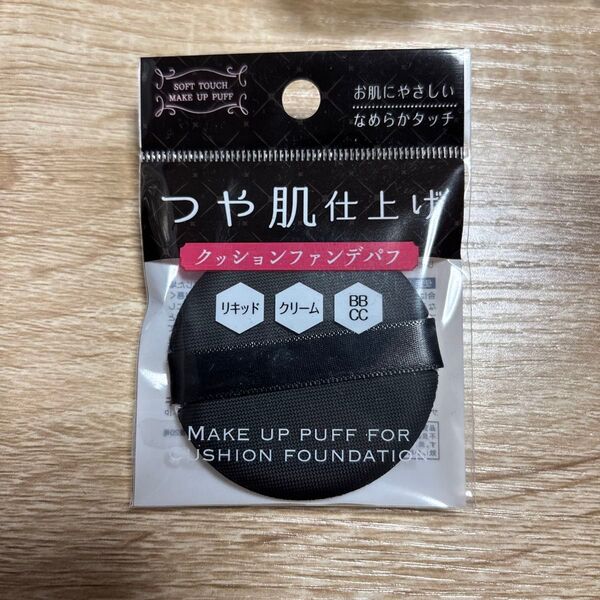 SOFT TOUCH
MAKE UP PUFF
お肌にやさしい
なめらかタッチ
つや肌仕上げ
クッションファンデパフ
リキッド
クリーム
BB
CC
MAKE UP PUFF FOR
CUSHION FOUNDATION